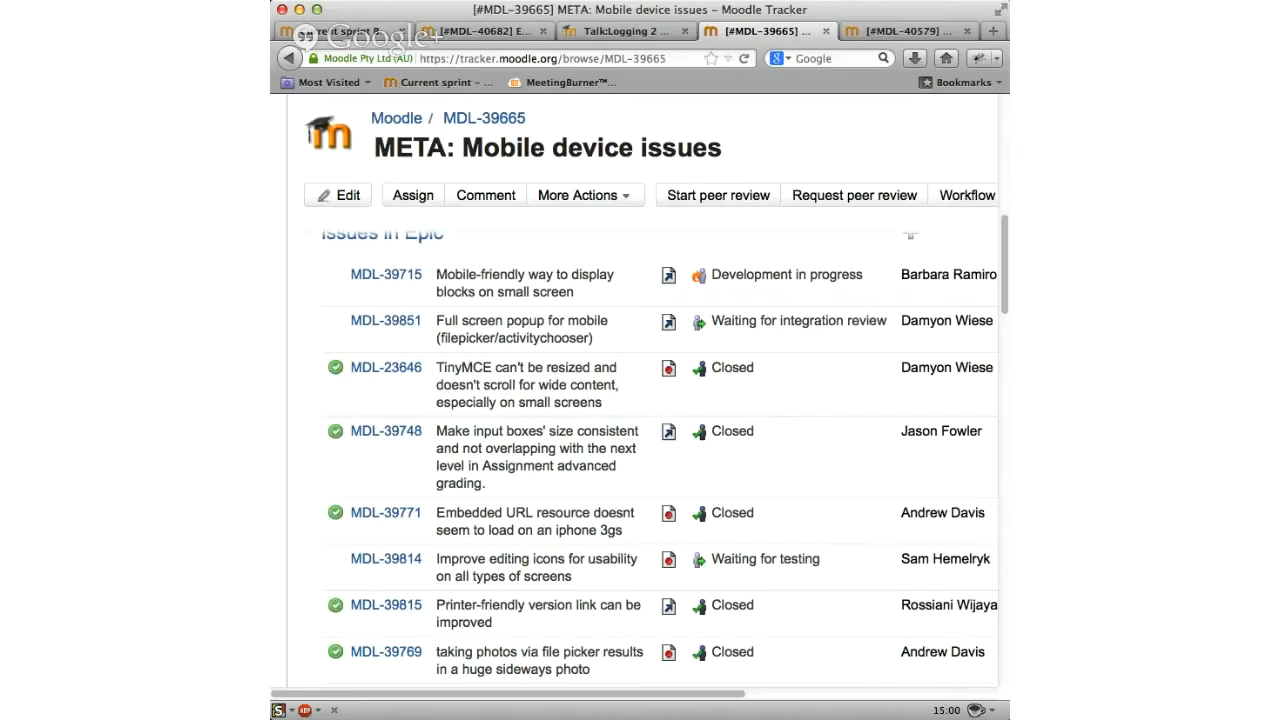 [#MDL-39665] META: Mobile device issues – Moodle Tracker
Google+
[#MDL-40682] E...
Talk:Logging 2 ...
[#MDL-39665] ...
[#MDL-40579] ...
Moodle Pty Ltd (AU)
https://tracker.moodle.org/browse/MDL-39665
Google
Most Visited
Current sprint – ...
MeetingBurner™...
Bookmarks
Moodle / MDL-39665
META: Mobile device issues
Edit
Assign
Comment
More Actions
Start peer review
Request peer review
Workflow
Issues in Epic
MDL-39715 Mobile-friendly way to display Development in progress Barbara Ramiro
blocks on small screen
MDL-39851 Full screen popup for mobile Waiting for integration review Damyon Wiese
(filepicker/activitychooser)
MDL-23646 TinyMCE can't be resized and Closed Damyon Wiese
doesn't scroll for wide content,
especially on small screens
MDL-39748 Make input boxes' size consistent Closed Jason Fowler
and not overlapping with the next
level in Assignment advanced
grading.
MDL-39771 Embedded URL resource doesnt Closed Andrew Davis
seem to load on an iphone 3gs
MDL-39814 Improve editing icons for usability Waiting for testing Sam Hemelryk
on all types of screens
MDL-39815 Printer-friendly version link can be Closed Rossiani Wijaya
improved
MDL-39769 taking photos via file picker results Closed Andrew Davis
in a huge sideways photo
ABP
15:00